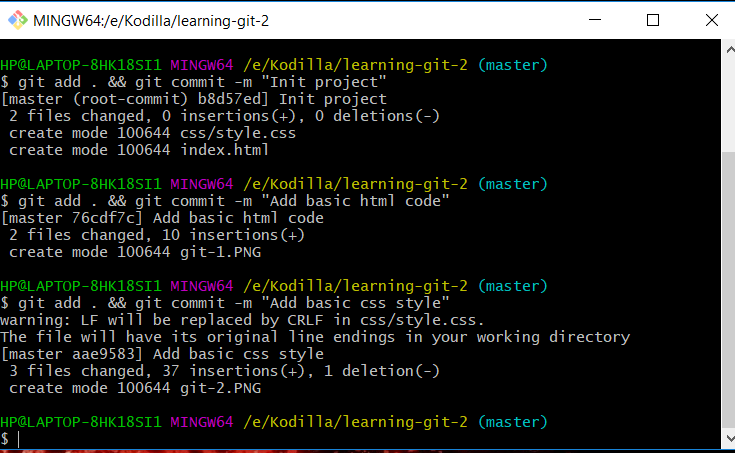 MINGW64:/e/Kodilla/learning-git-2
HP@LAPTOP-8HK18SI1 MINGW64 /e/Kodilla/learning-git-2 (master)
$ git add . && git commit -m "Init project"
[master (root-commit) b8d57ed] Init project
 2 files changed, 0 insertions(+), 0 deletions(-)
 create mode 100644 css/style.css
 create mode 100644 index.html
HP@LAPTOP-8HK18SI1 MINGW64 /e/Kodilla/learning-git-2 (master)
$ git add . && git commit -m "Add basic html code"
[master 76cdf7c] Add basic html code
 2 files changed, 10 insertions(+)
 create mode 100644 git-1.PNG
HP@LAPTOP-8HK18SI1 MINGW64 /e/Kodilla/learning-git-2 (master)
$ git add . && git commit -m "Add basic css style"
warning: LF will be replaced by CRLF in css/style.css.
The file will have its original line endings in your working directory
[master aae9583] Add basic css style
 3 files changed, 37 insertions(+), 1 deletion(-)
 create mode 100644 git-2.PNG
HP@LAPTOP-8HK18SI1 MINGW64 /e/Kodilla/learning-git-2 (master)
$